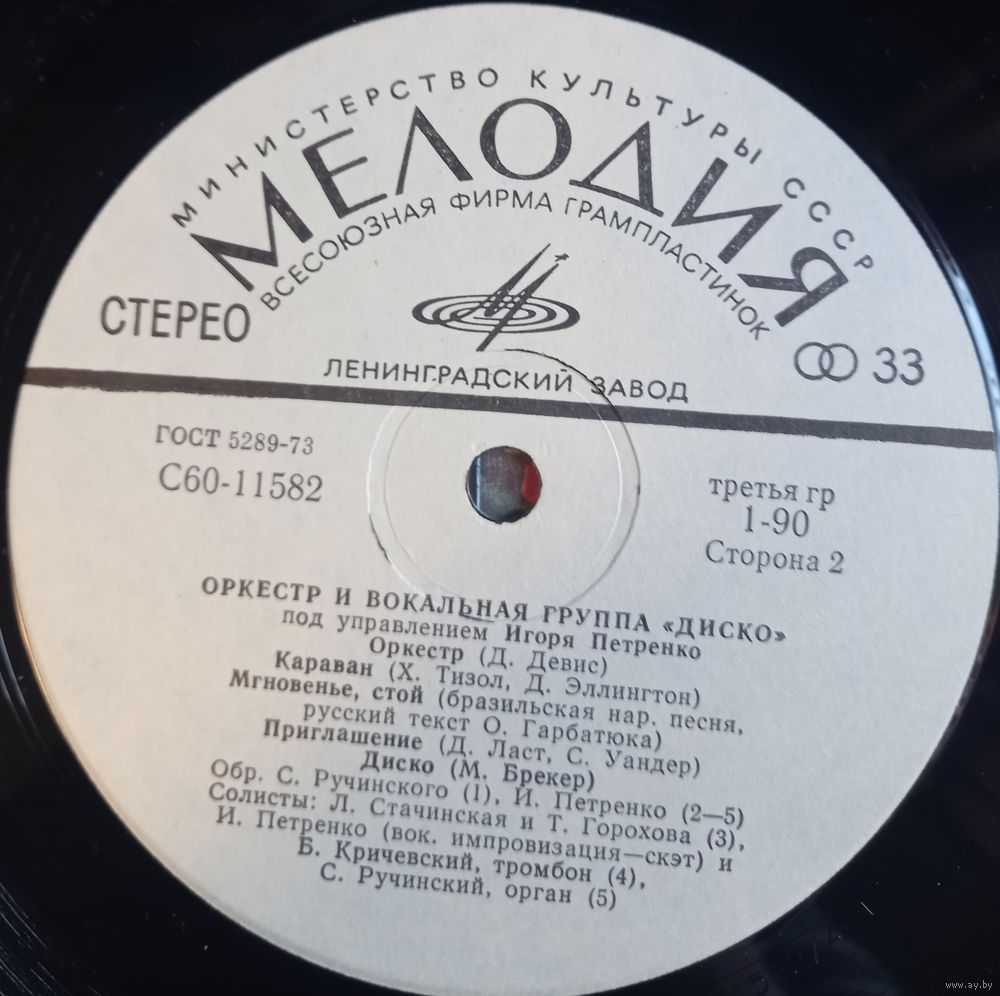 МИНИСТЕРСТВО КУЛЬТУРЫ СССР
МЕЛОДИЯ
ВСЕСОЮЗНАЯ ФИРМА ГРАМПЛАСТИНОК
СТЕРЕО
33
ЛЕНИНГРАДСКИЙ ЗАВОД
ГОСТ 5289-73
С60-11582
третья гр
1-90
Сторона 2
ОРКЕСТР И ВОКАЛЬНАЯ ГРУППА «ДИСКО»
под управлением Игоря Петренко
Оркестр (Д. Девис)
Караван (Х. Тизол, Д. Эллингтон)
Мгновенье, стой (бразильская нар. песня,
русский текст О. Гарбатюка)
Приглашение (Д. Ласт, С. Уандер)
Диско (М. Брекер)
Обр. С. Ручинского (1), И. Петренко (2—5)
Солисты: Л. Стачинская и Т. Горохова (3),
И. Петренко (вок. импровизация—скэт) и
Б. Кричевский, тромбон (4),
С. Ручинский, орган (5)
www.ay.by